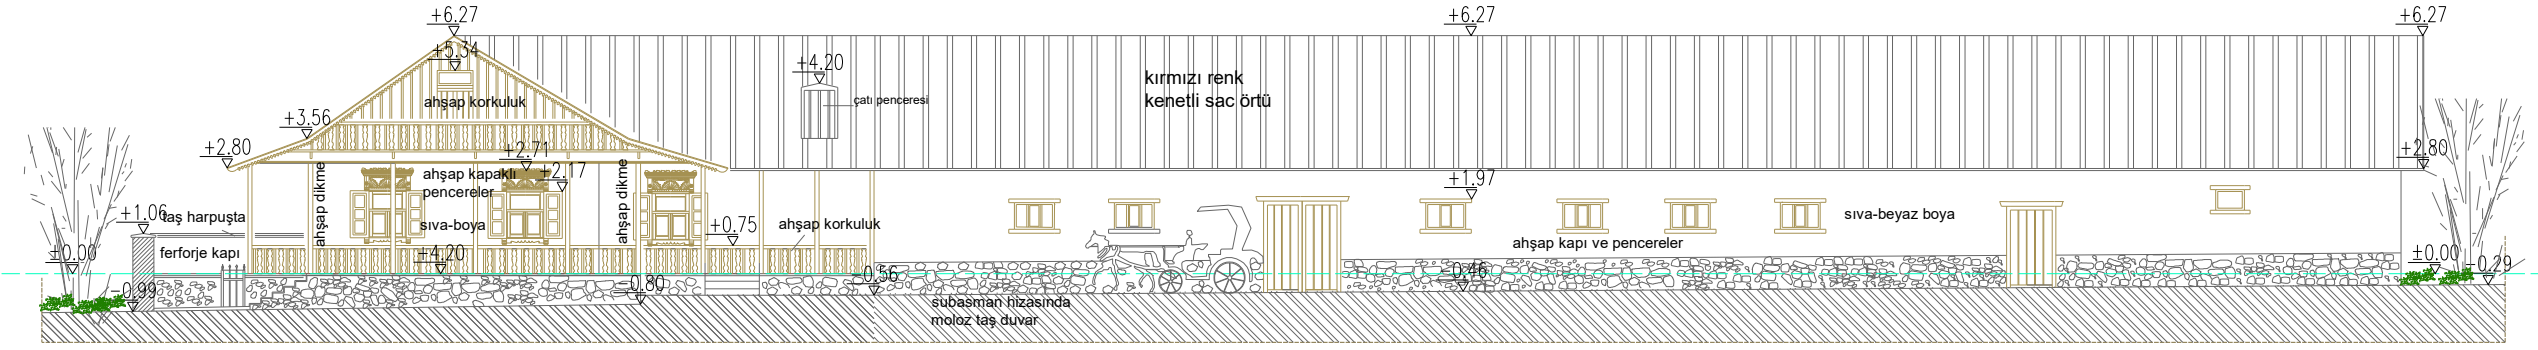 +6.27
+6.27
+6.27
+5.34
+4.20
kırmızı renk
kenetli sac örtü
çatı penceresi
ahşap korkuluk
+3.56
+2.80
+2.71
+2.80
ahşap dikme
ahşap kapaklı
pencereler
+2.17
ahşap dikme
+1.97
+1.06
taş harpuşta
sıva-boya
+0.75
ahşap korkuluk
sıva-beyaz boya
ahşap kapı ve pencereler
±0.00
ferforje kapı
+4.20
±0.00
-0.99
-0.80
-0.56
-0.46
-0.29
subasman hizasında
moloz taş duvar